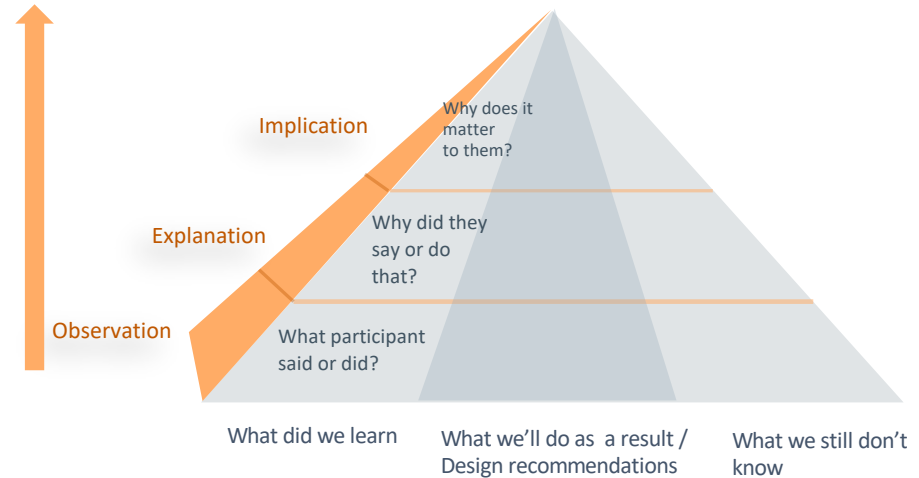 Implication
Why does it
matter
to them?
Explanation
Why did they
say or do
that?
Observation
What participant
said or did?
What did we learn
What we'll do as a result /
Design recommendations
What we still don't
know